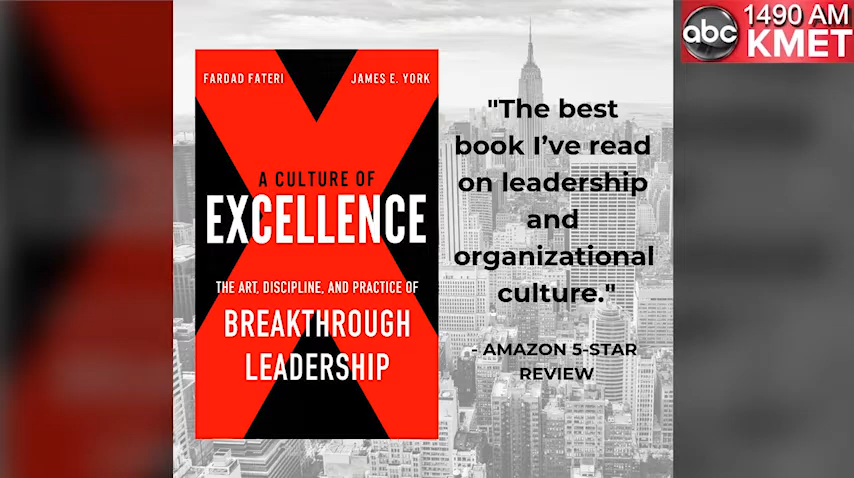 abc
1490 AM
KMET
FARDAD FATERI
JAMES E. YORK
A CULTURE OF
EXCELLENCE
THE ART, DISCIPLINE, AND PRACTICE OF
BREAKTHROUGH
LEADERSHIP
"The best
book I’ve read
on leadership
and
organizational
culture."
- AMAZON 5-STAR
REVIEW